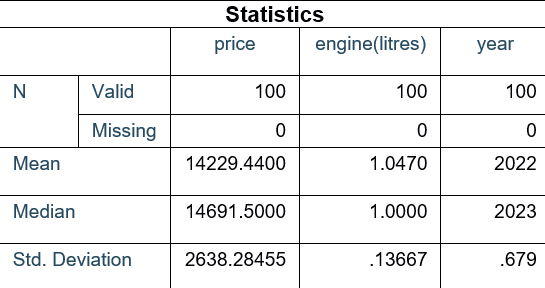 Statistics
price engine(litres) year
N Valid 100 100 100
Missing 0 0 0
Mean 14229.4400 1.0470 2022
Median 14691.5000 1.0000 2023
Std. Deviation 2638.28455 .13667 .679